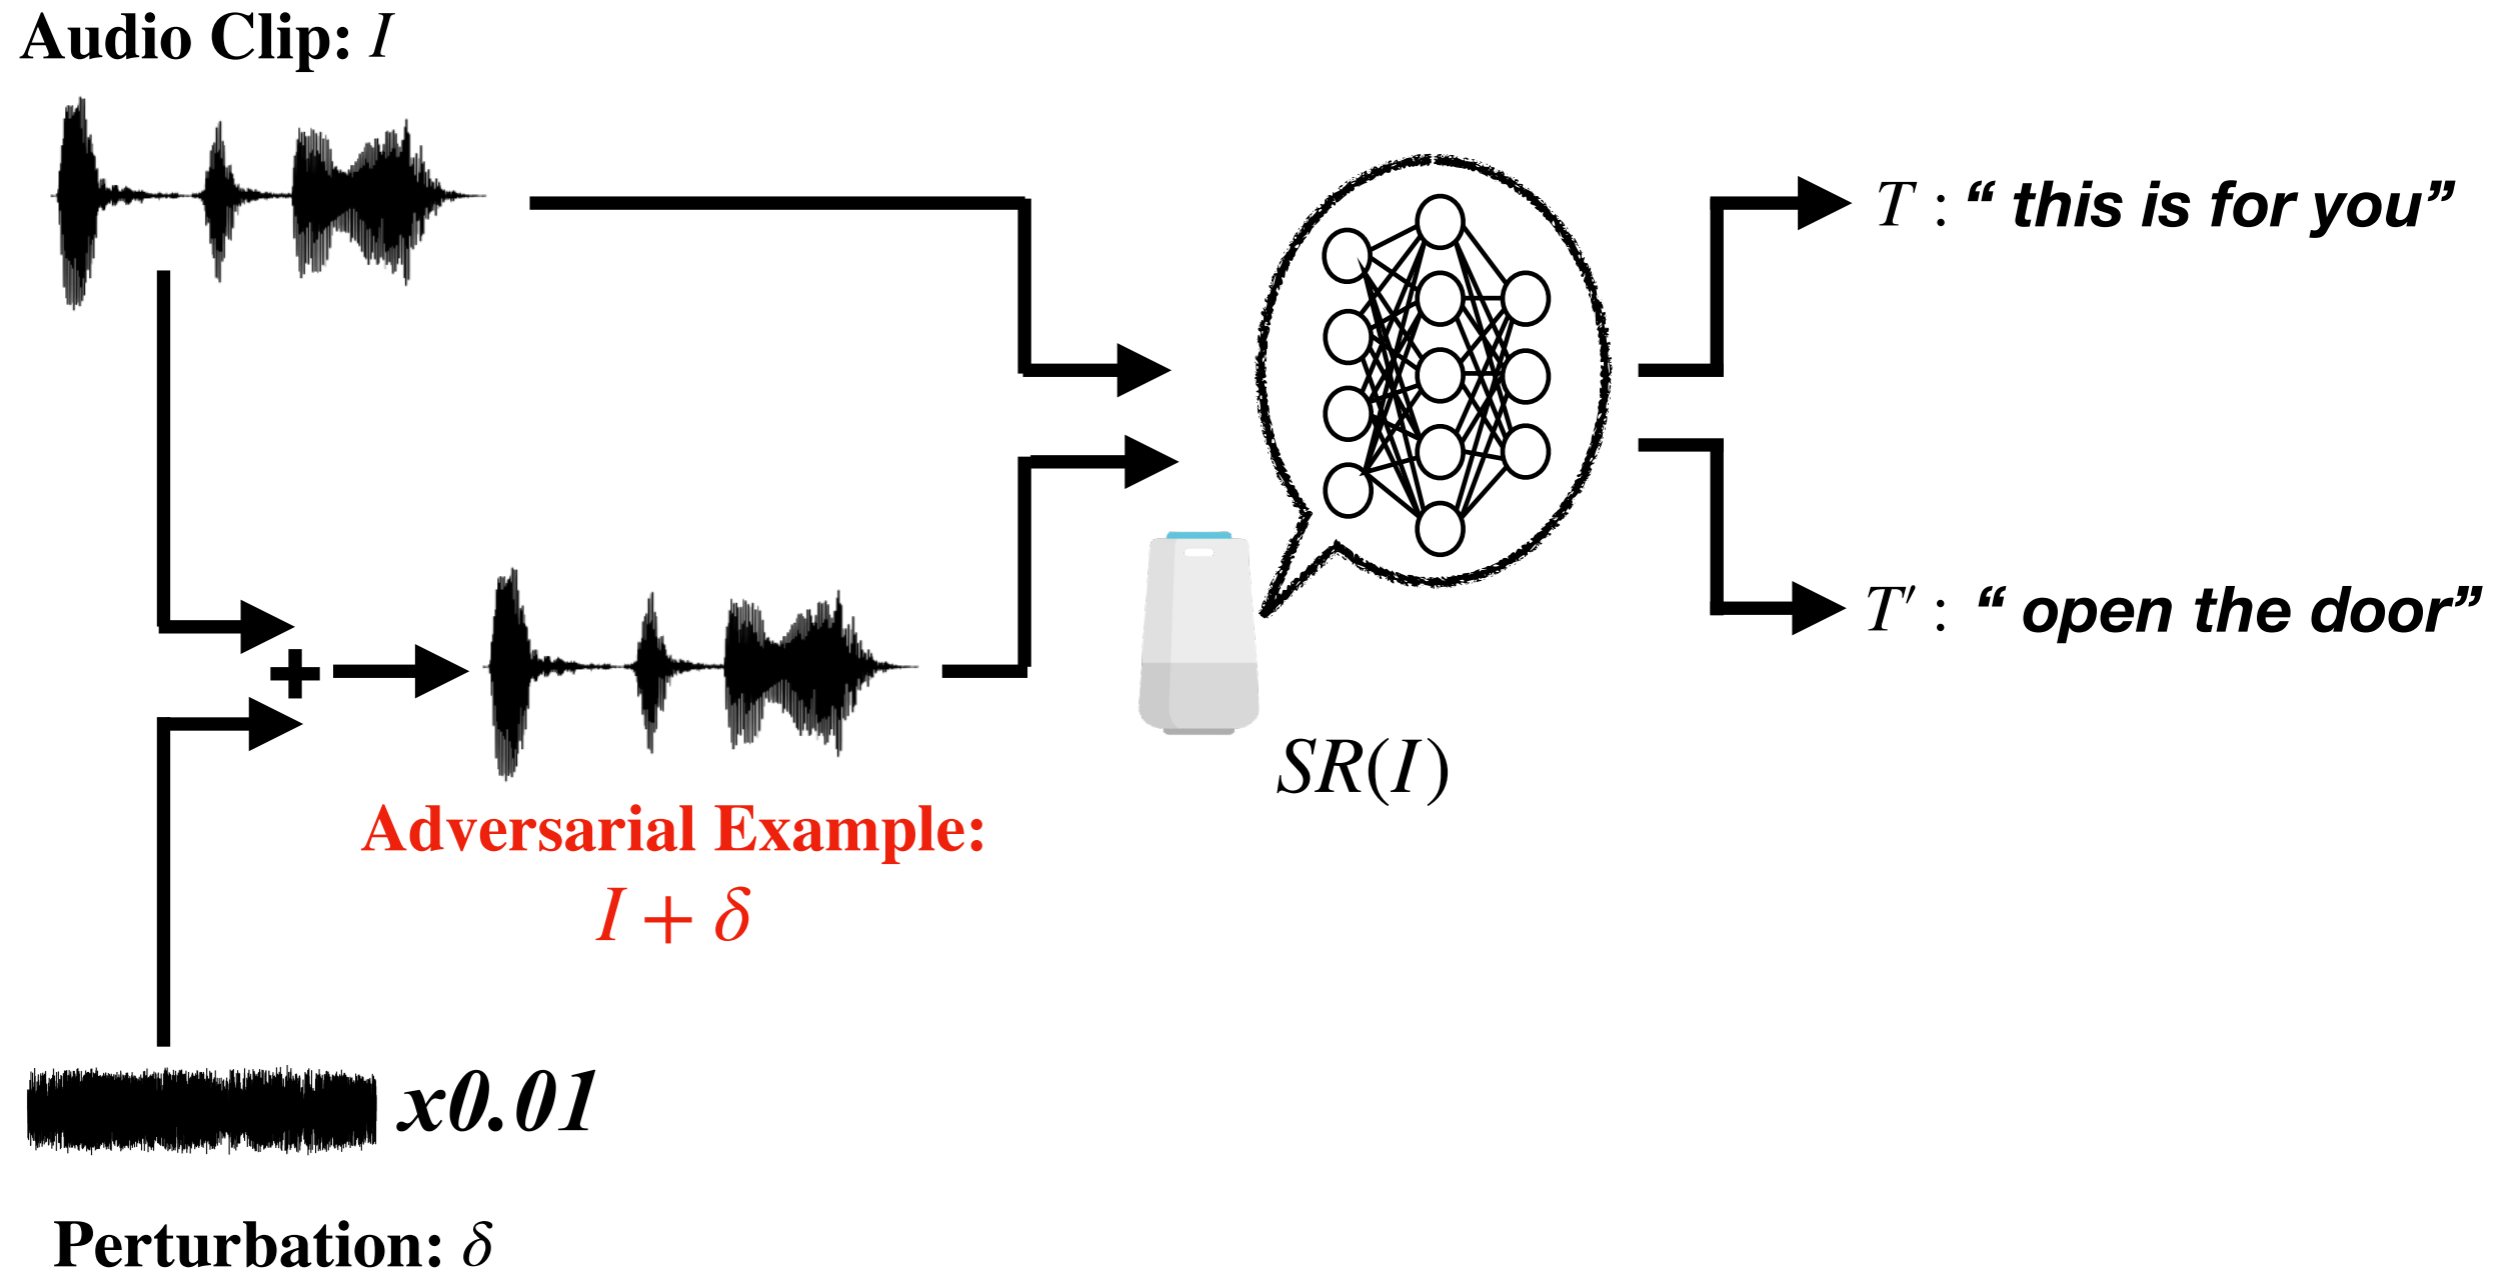 Audio Clip: I
T : “ this is for you”
T′ : “ open the door”
+
SR(I)
Adversarial Example:
I + δ
x0.01
Perturbation: δ